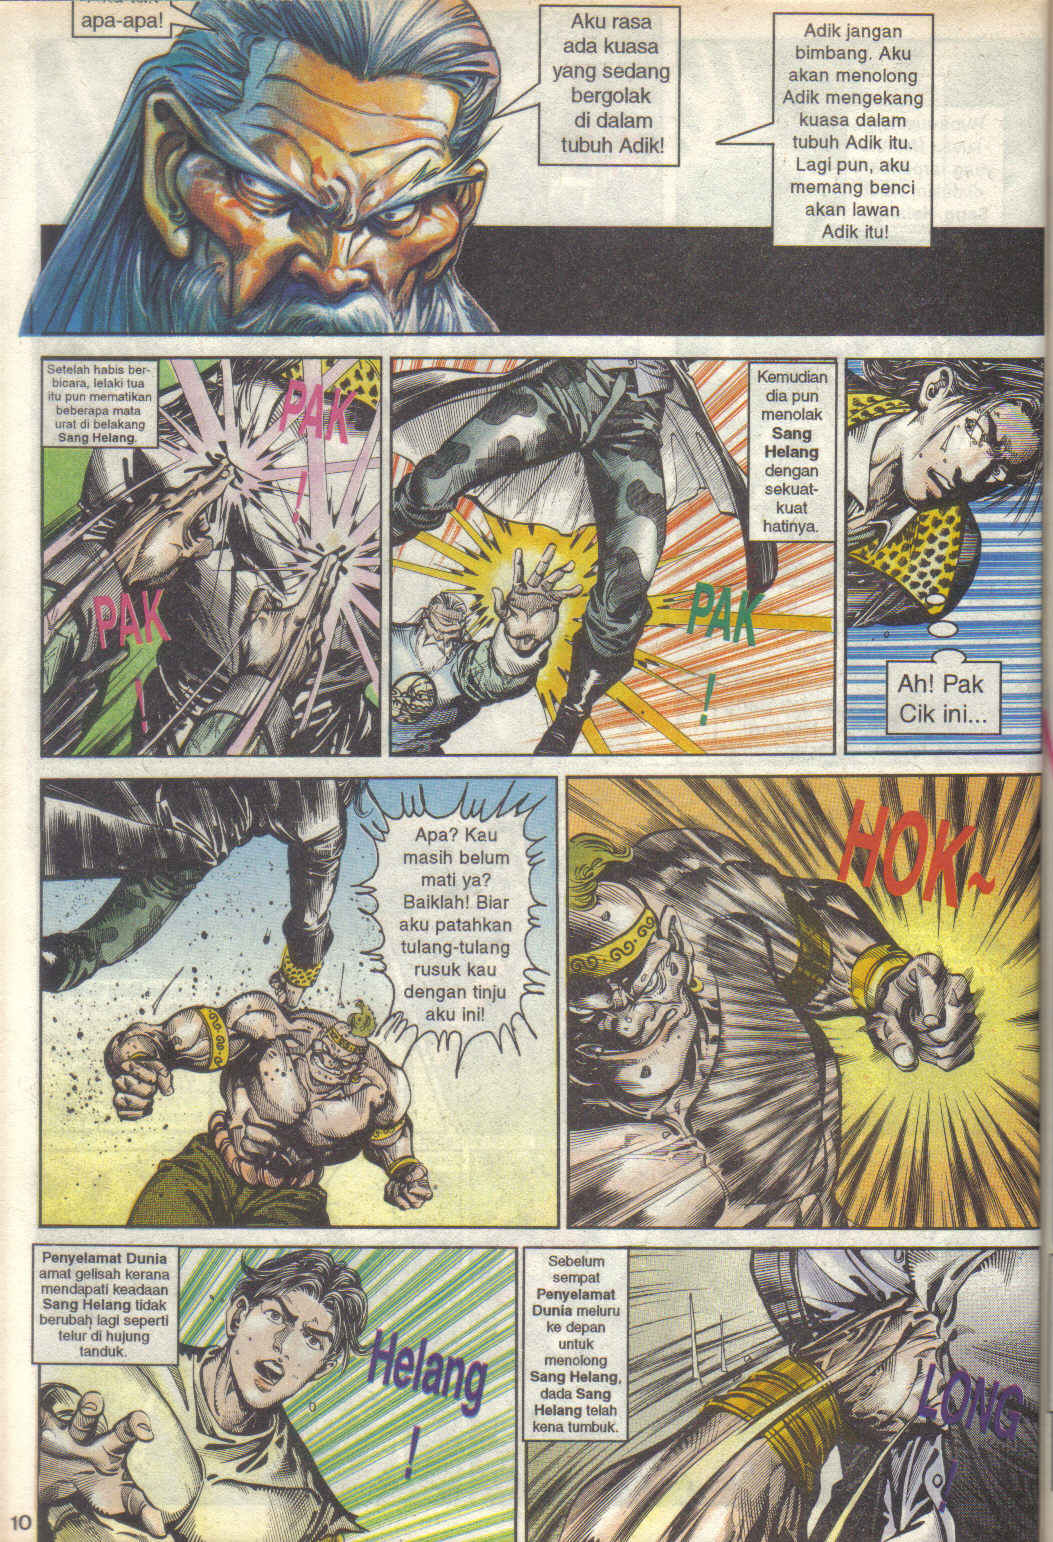 apa-apa!
Aku rasa
ada kuasa
yang sedang
bergolak
di dalam
tubuh Adik!
Adik jangan
bimbang. Aku
akan menolong
Adik mengekang
kuasa dalam
tubuh Adik itu.
Lagi pun, aku
memang benci
akan lawan
Adik itu!
Setelah habis ber-
bicara, lelaki tua
itu pun mematikan
beberapa mata
urat di belakang
Sang Helang.
PAK
!
PAK
!
Kemudian
dia pun
menolak
Sang
Helang
dengan
sekuat-
kuat
hatinya.
PAK
!
Ah! Pak
Cik ini...
Apa? Kau
masih belum
mati ya?
Baiklah! Biar
aku patahkan
tulang-tulang
rusuk kau
dengan tinju
aku ini!
HOK~
Penyelamat Dunia
amat gelisah kerana
mendapati keadaan
Sang Helang tidak
berubah lagi seperti
telur di hujung
tanduk.
Helang
!
Sebelum
sempat
Penyelamat
Dunia meluru
ke depan
untuk
menolong
Sang Helang,
dada Sang
Helang telah
kena tumbuk.
LONG
!
10